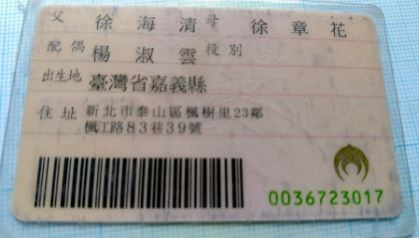 父 徐海清 母 徐章花
配偶 楊淑雲 役別
出生地 臺灣省嘉義縣
住址 新北市泰山區楓樹里23鄰
楓江路83巷39號
0036723017